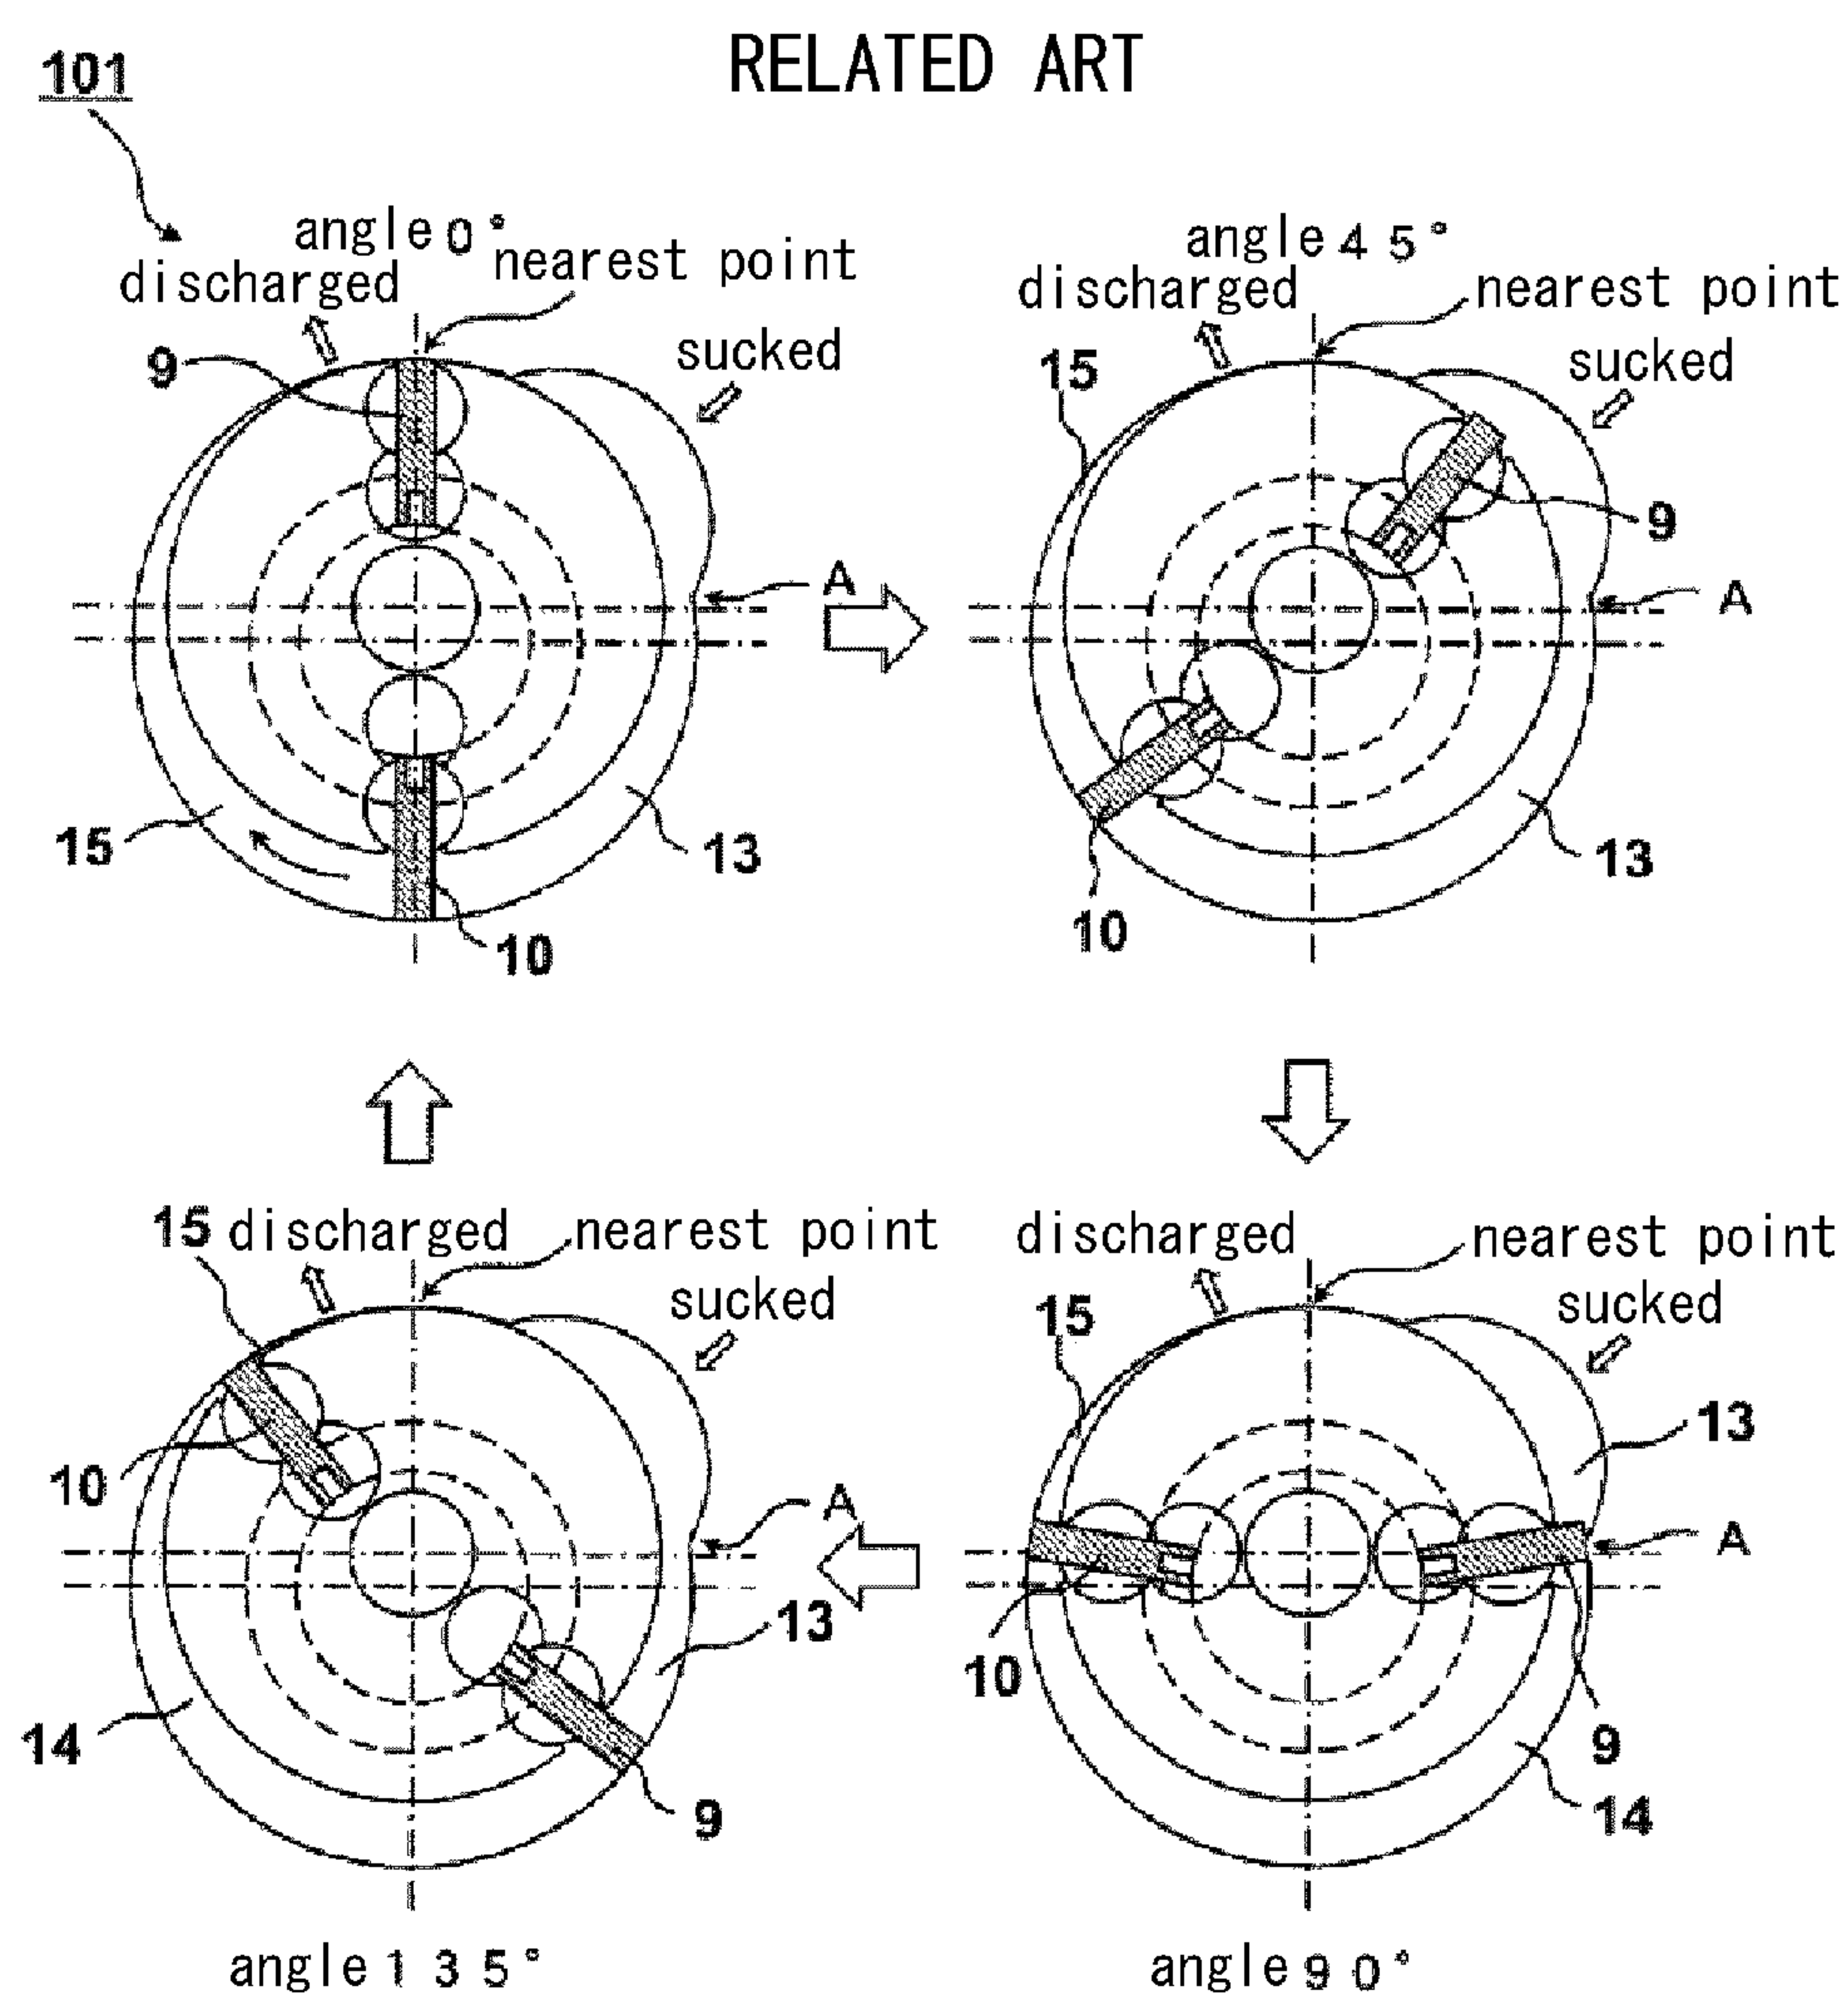 RELATED ART
101
angle 0°
discharged
nearest point
sucked
9
A
15
13
10
angle 45°
discharged
nearest point
15
sucked
9
A
13
10
15 discharged
nearest point
sucked
10
A
13
14
9
angle 135°
discharged
nearest point
15
sucked
13
A
10
9
14
angle 90°